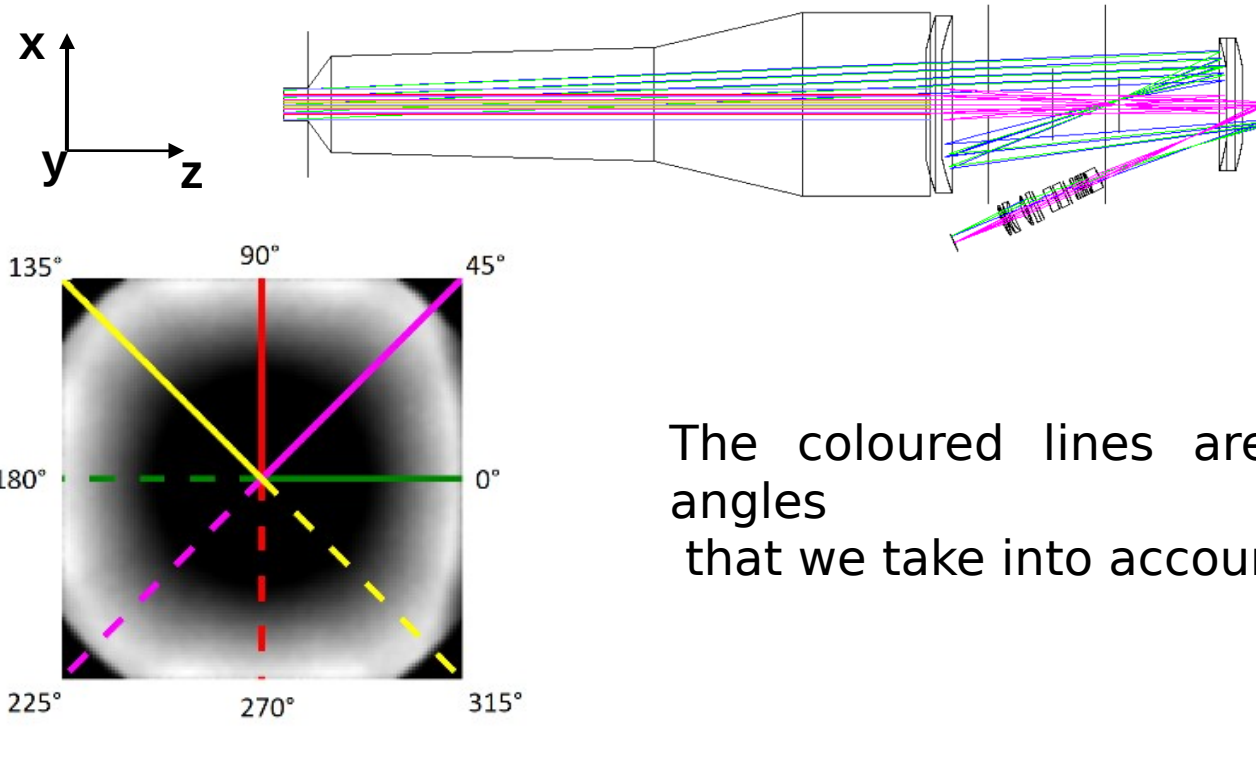 x
y
z
135°
90°
45°
180°
0°
225°
270°
315°
The coloured lines are
angles
that we take into accou